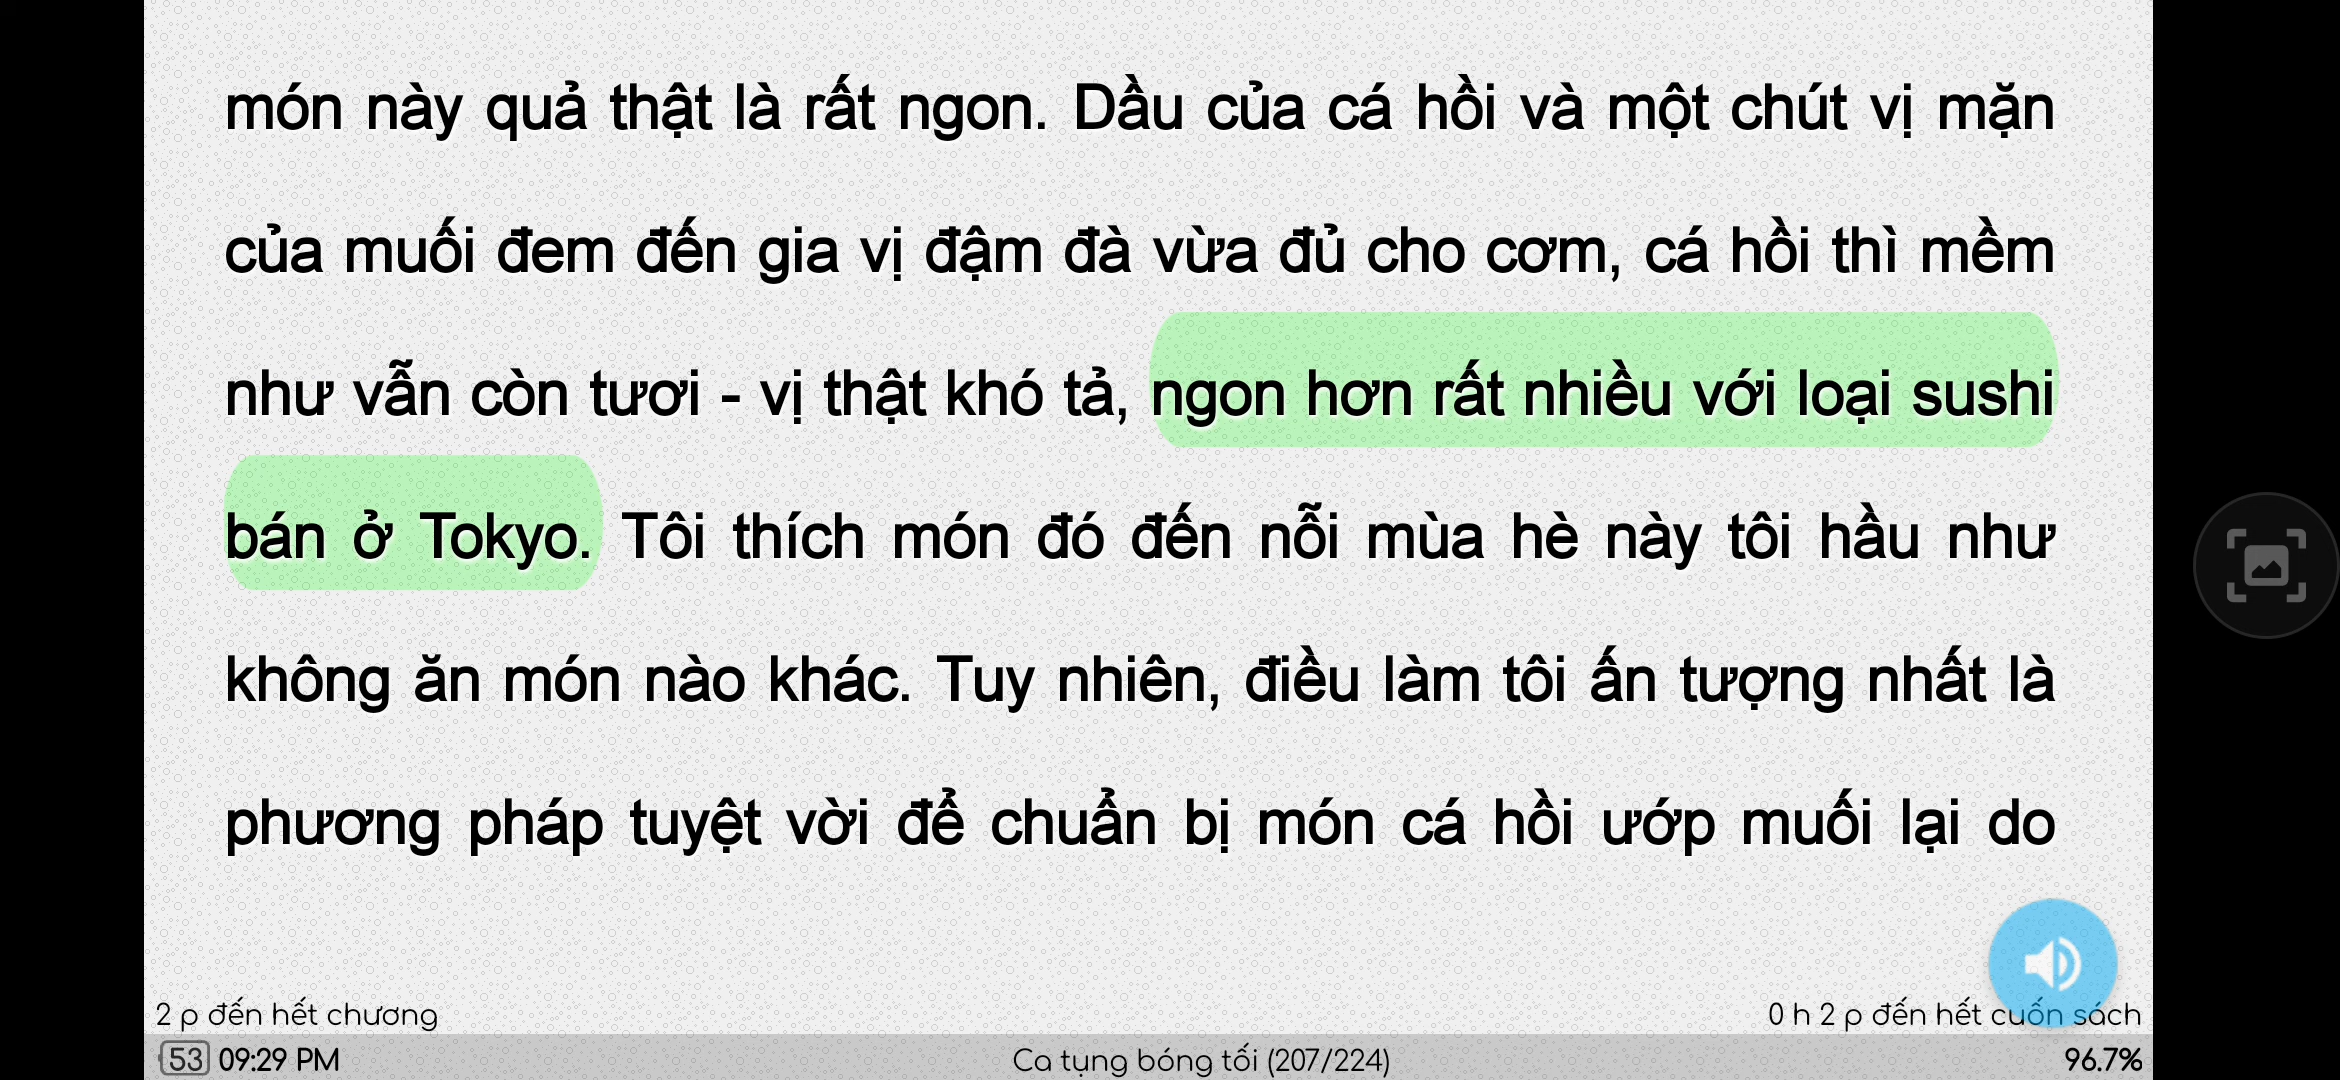 món này quả thật là rất ngon. Dầu của cá hồi và một chút vị mặn
của muối đem đến gia vị đậm đà vừa đủ cho cơm, cá hồi thì mềm
như vẫn còn tươi - vị thật khó tả, ngon hơn rất nhiều với loại sushi
bán ở Tokyo. Tôi thích món đó đến nỗi mùa hè này tôi hầu như
không ăn món nào khác. Tuy nhiên, điều làm tôi ấn tượng nhất là
phương pháp tuyệt vời để chuẩn bị món cá hồi ướp muối lại do
2 p đến hết chương
0 h 2 p đến hết cuốn sách
53 09:29 PM
Ca tụng bóng tối (207/224)
96.7%